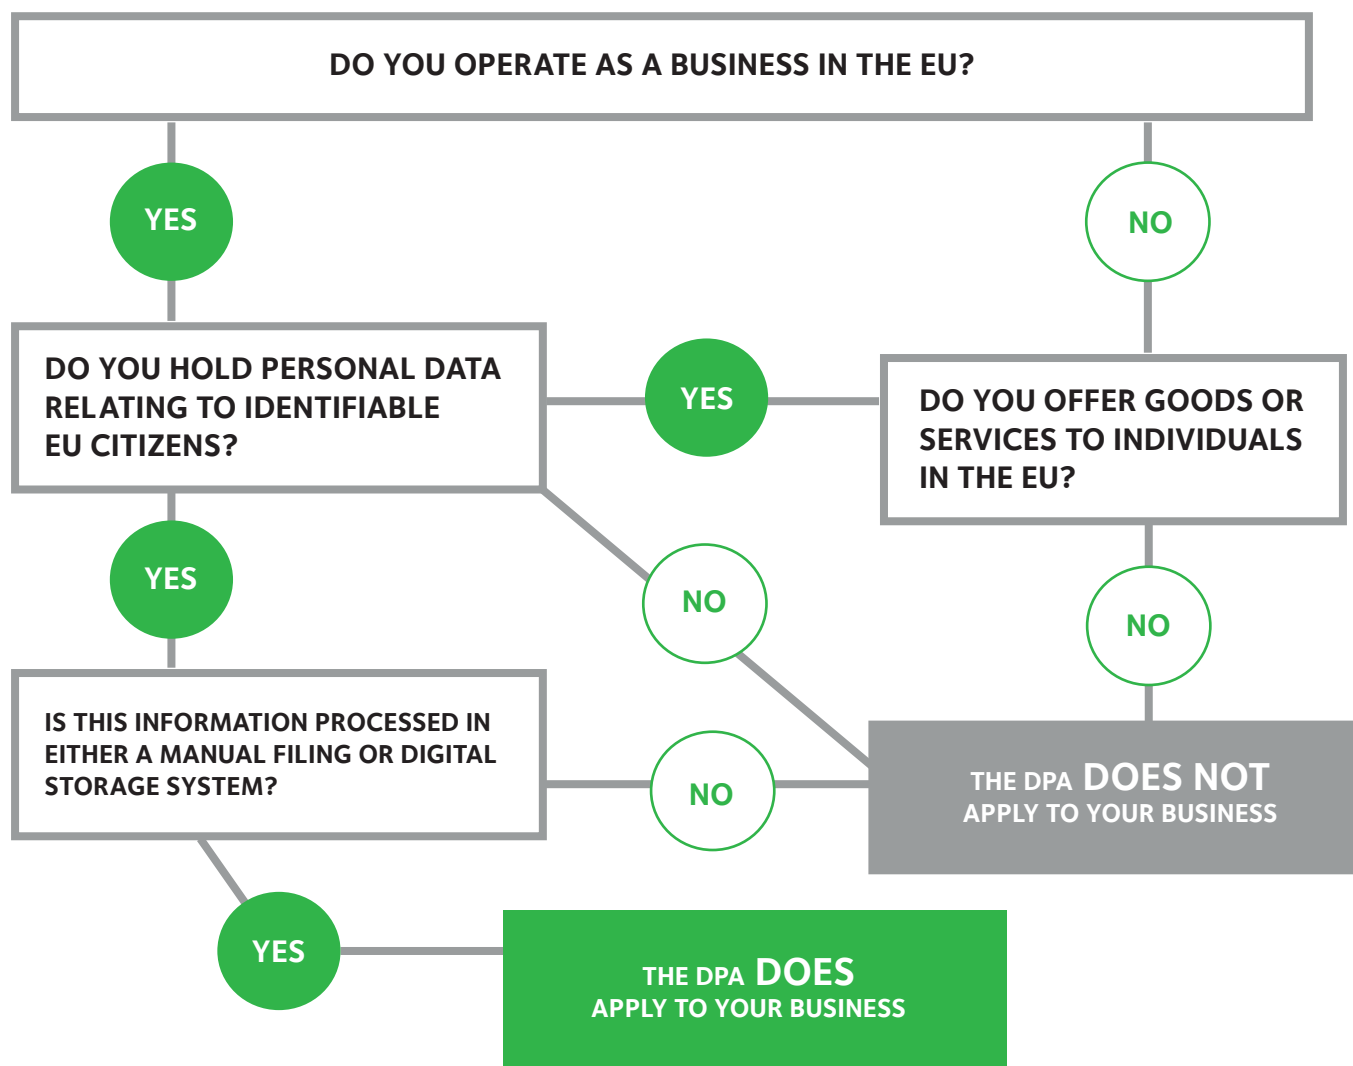 DO YOU OPERATE AS A BUSINESS IN THE EU?
YES
NO
DO YOU HOLD PERSONAL DATA
RELATING TO IDENTIFIABLE
EU CITIZENS?
YES
DO YOU OFFER GOODS OR
SERVICES TO INDIVIDUALS
IN THE EU?
YES
NO
NO
IS THIS INFORMATION PROCESSED IN
EITHER A MANUAL FILING OR DIGITAL
STORAGE SYSTEM?
NO
THE DPA DOES NOT
APPLY TO YOUR BUSINESS
YES
THE DPA DOES
APPLY TO YOUR BUSINESS